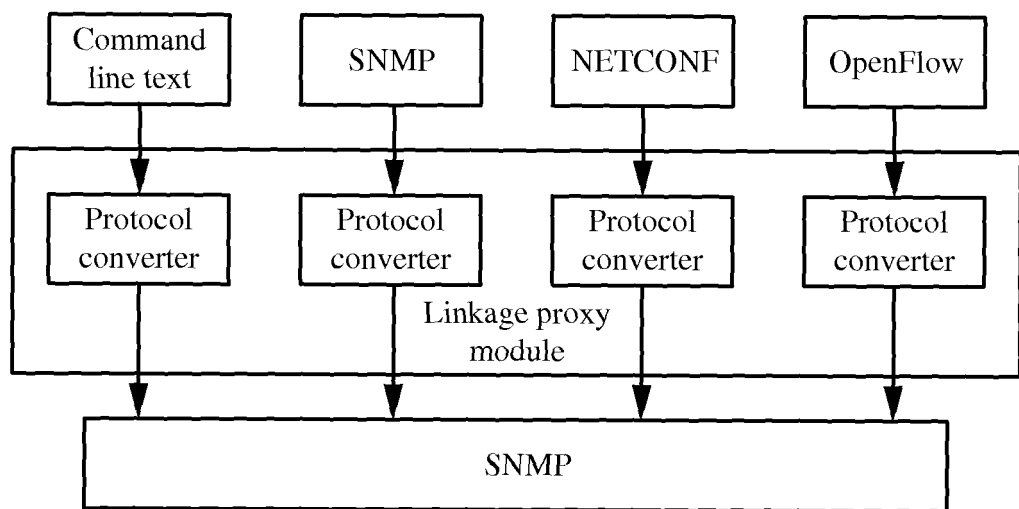 Command
line text
SNMP
NETCONF
OpenFlow
Protocol
converter
Protocol
converter
Protocol
converter
Protocol
converter
Linkage proxy
module
SNMP